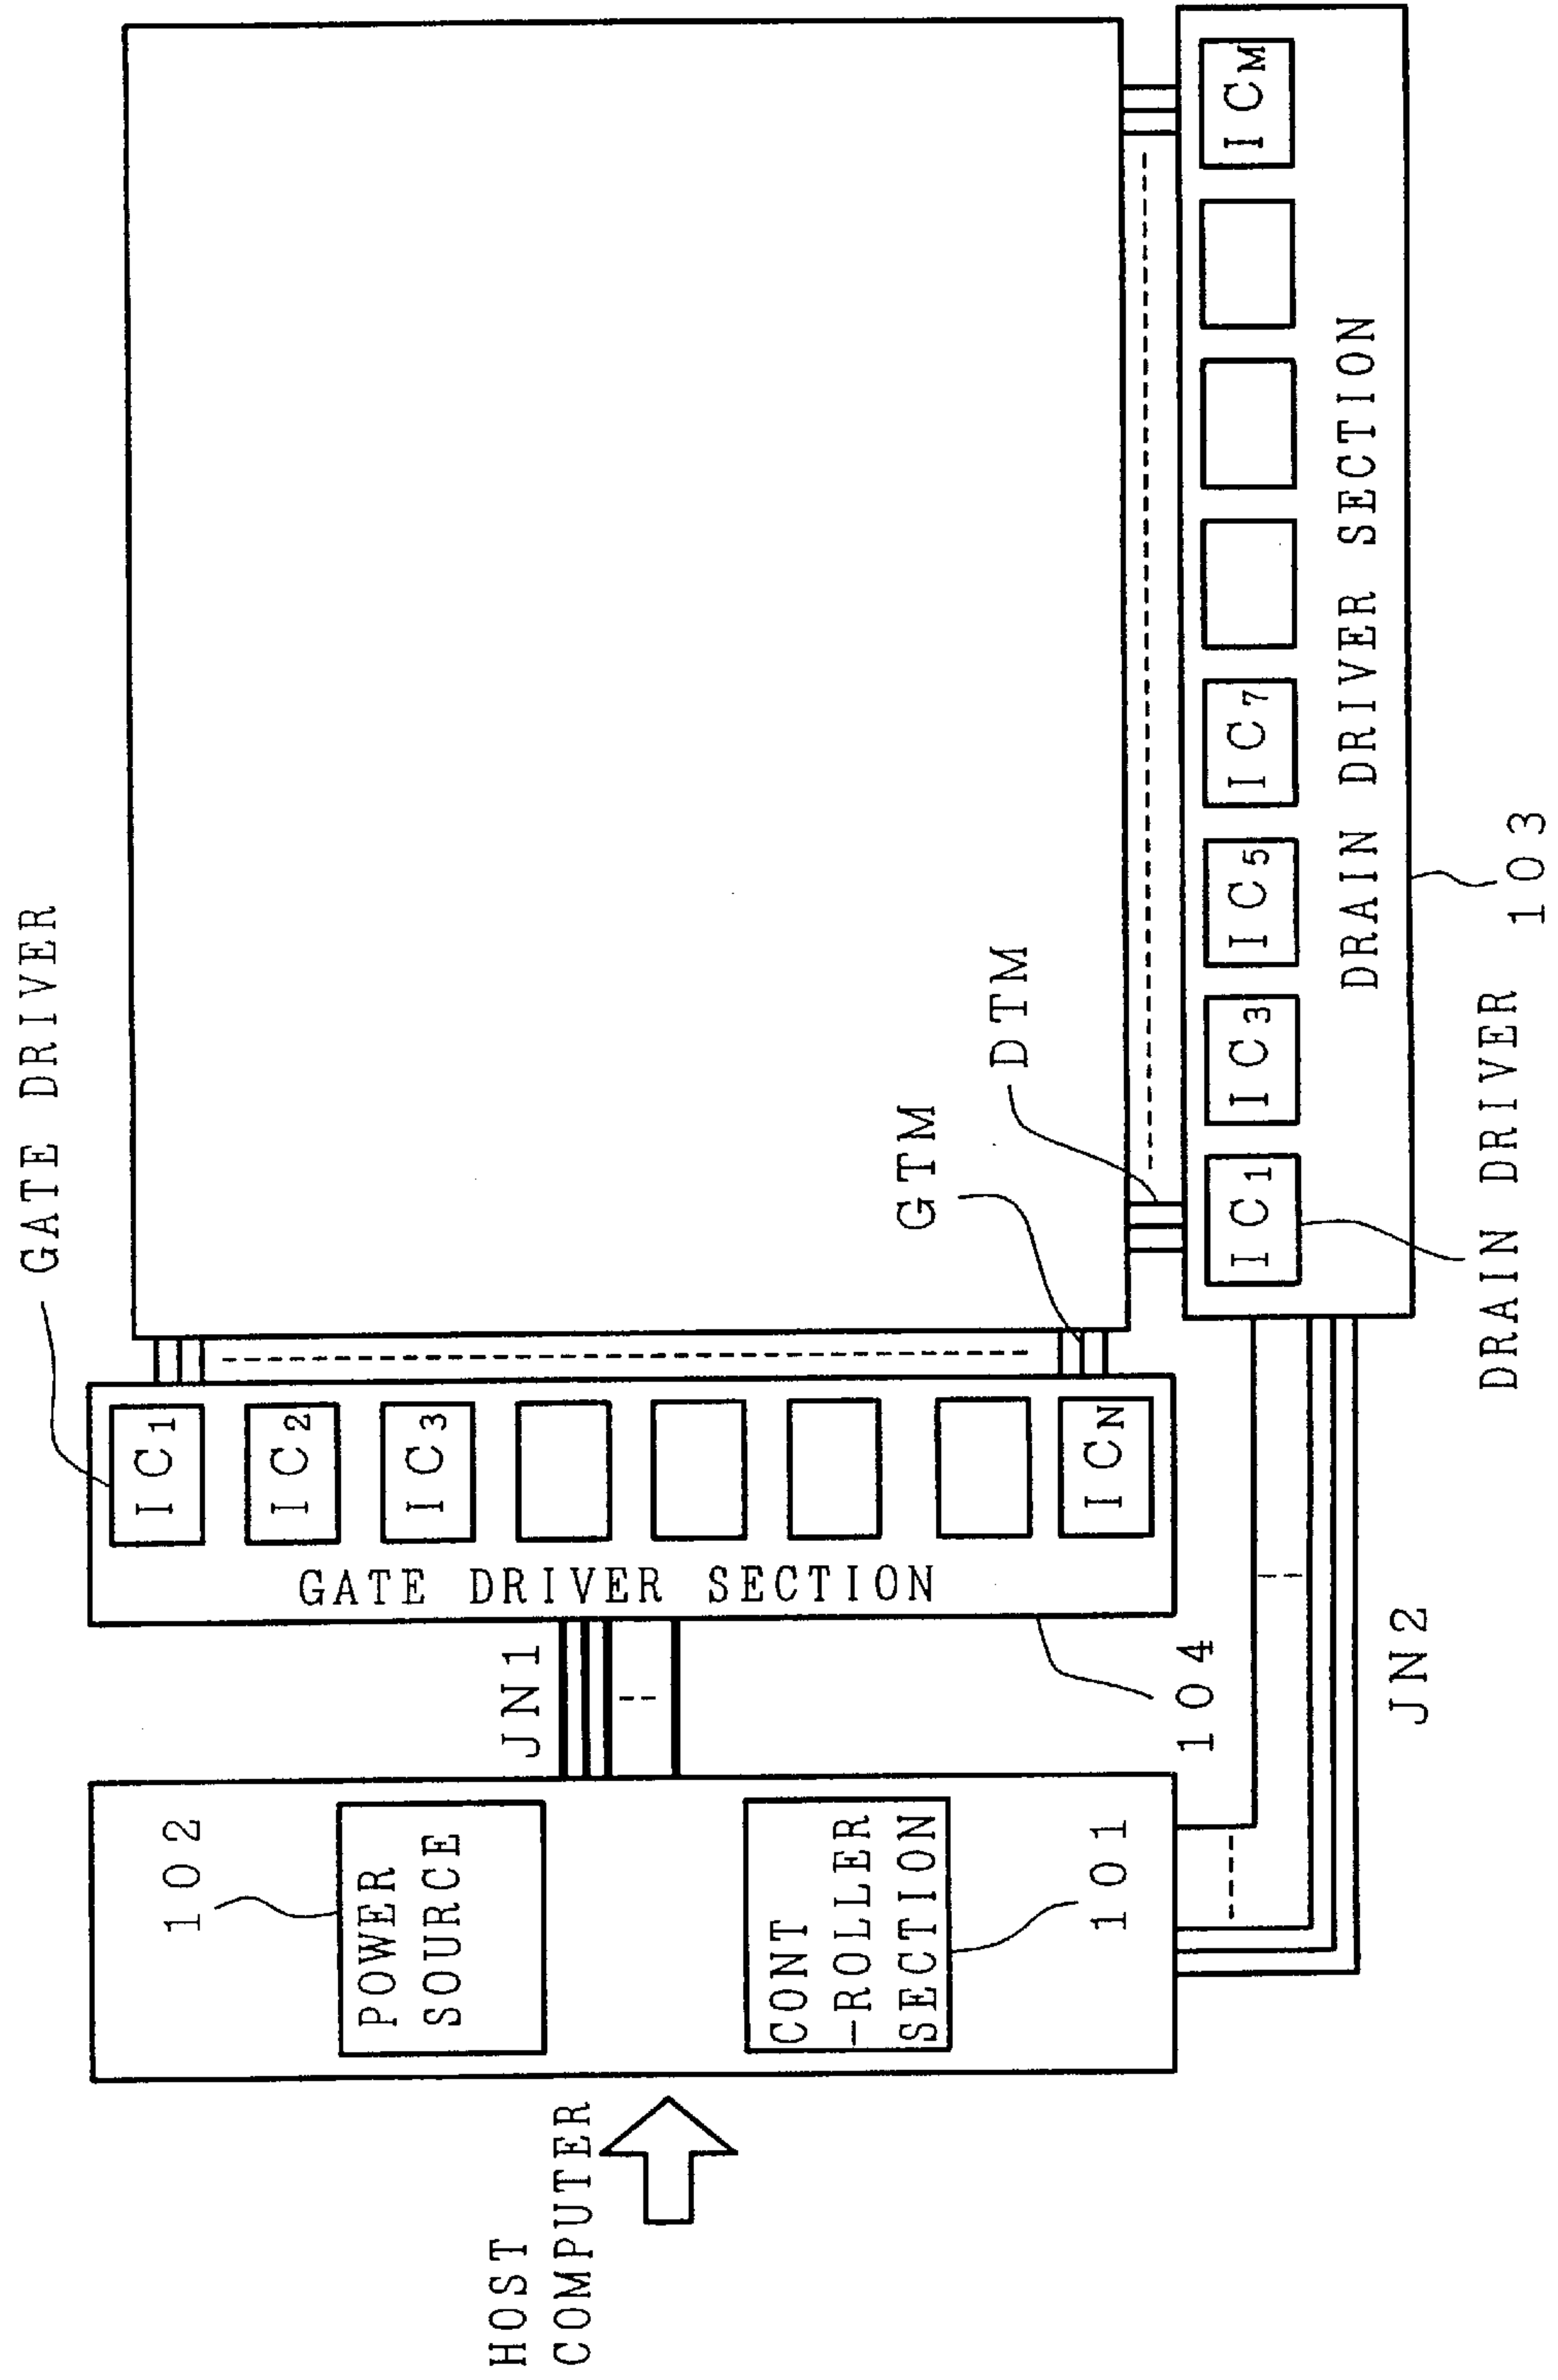 GATE DRIVER
HOST
COMPUTER
102
POWER
SOURCE
CONT
-ROLLER
SECTION
101
JN1
GATE DRIVER SECTION
IC1
IC2
IC3
ICN
104
GTM
DTM
JN2
IC1
IC3
IC5
IC7
ICM
DRAIN DRIVER SECTION
DRAIN DRIVER
103